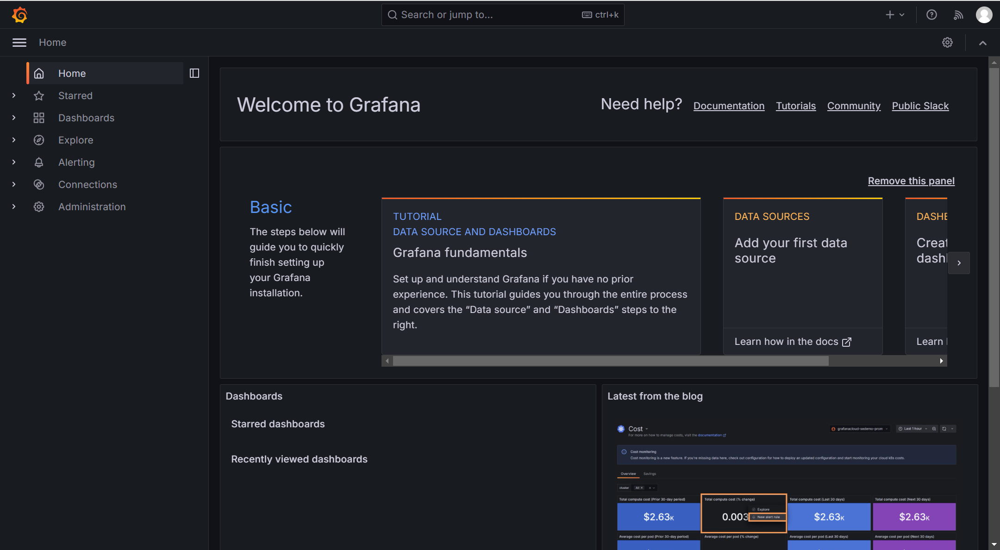 Search or jump to...
ctrl+k
Home
Home
Starred
Dashboards
Explore
Alerting
Connections
Administration
Welcome to Grafana
Need help?
Documentation
Tutorials
Community
Public Slack
Remove this panel
Basic
The steps below will
guide you to quickly
finish setting up
your Grafana
installation.
TUTORIAL
DATA SOURCE AND DASHBOARDS
Grafana fundamentals
Set up and understand Grafana if you have no prior
experience. This tutorial guides you through the entire process
and covers the “Data source” and “Dashboards” steps to the
right.
DATA SOURCES
Add your first data
source
Learn how in the docs
DASHE
Creat
dash
Learn
Dashboards
Starred dashboards
Recently viewed dashboards
Latest from the blog
Cost
For more on how to manage costs, visit the documentation
grafanacloud-sedemo-prom
Last 1 hour
Cost monitoring
Cost monitoring is a new feature. If you're missing data here, check out configuration for how to deploy an updated configuration and start monitoring your cloud k8s costs.
Overview
Savings
cluster
All
Total compute cost (Prior 30-day period)
$2.63K
Total compute cost (% change)
0.003
Explore
New alert rule
Total compute cost (Last 30 days)
$2.63K
Total compute cost (Next 30 days)
$2.63K
Average cost per pod (Prior 30-day period)
Average cost per pod (% change)
Average cost per pod (Last 30 days)
Average cost per pod (Next 30 days)